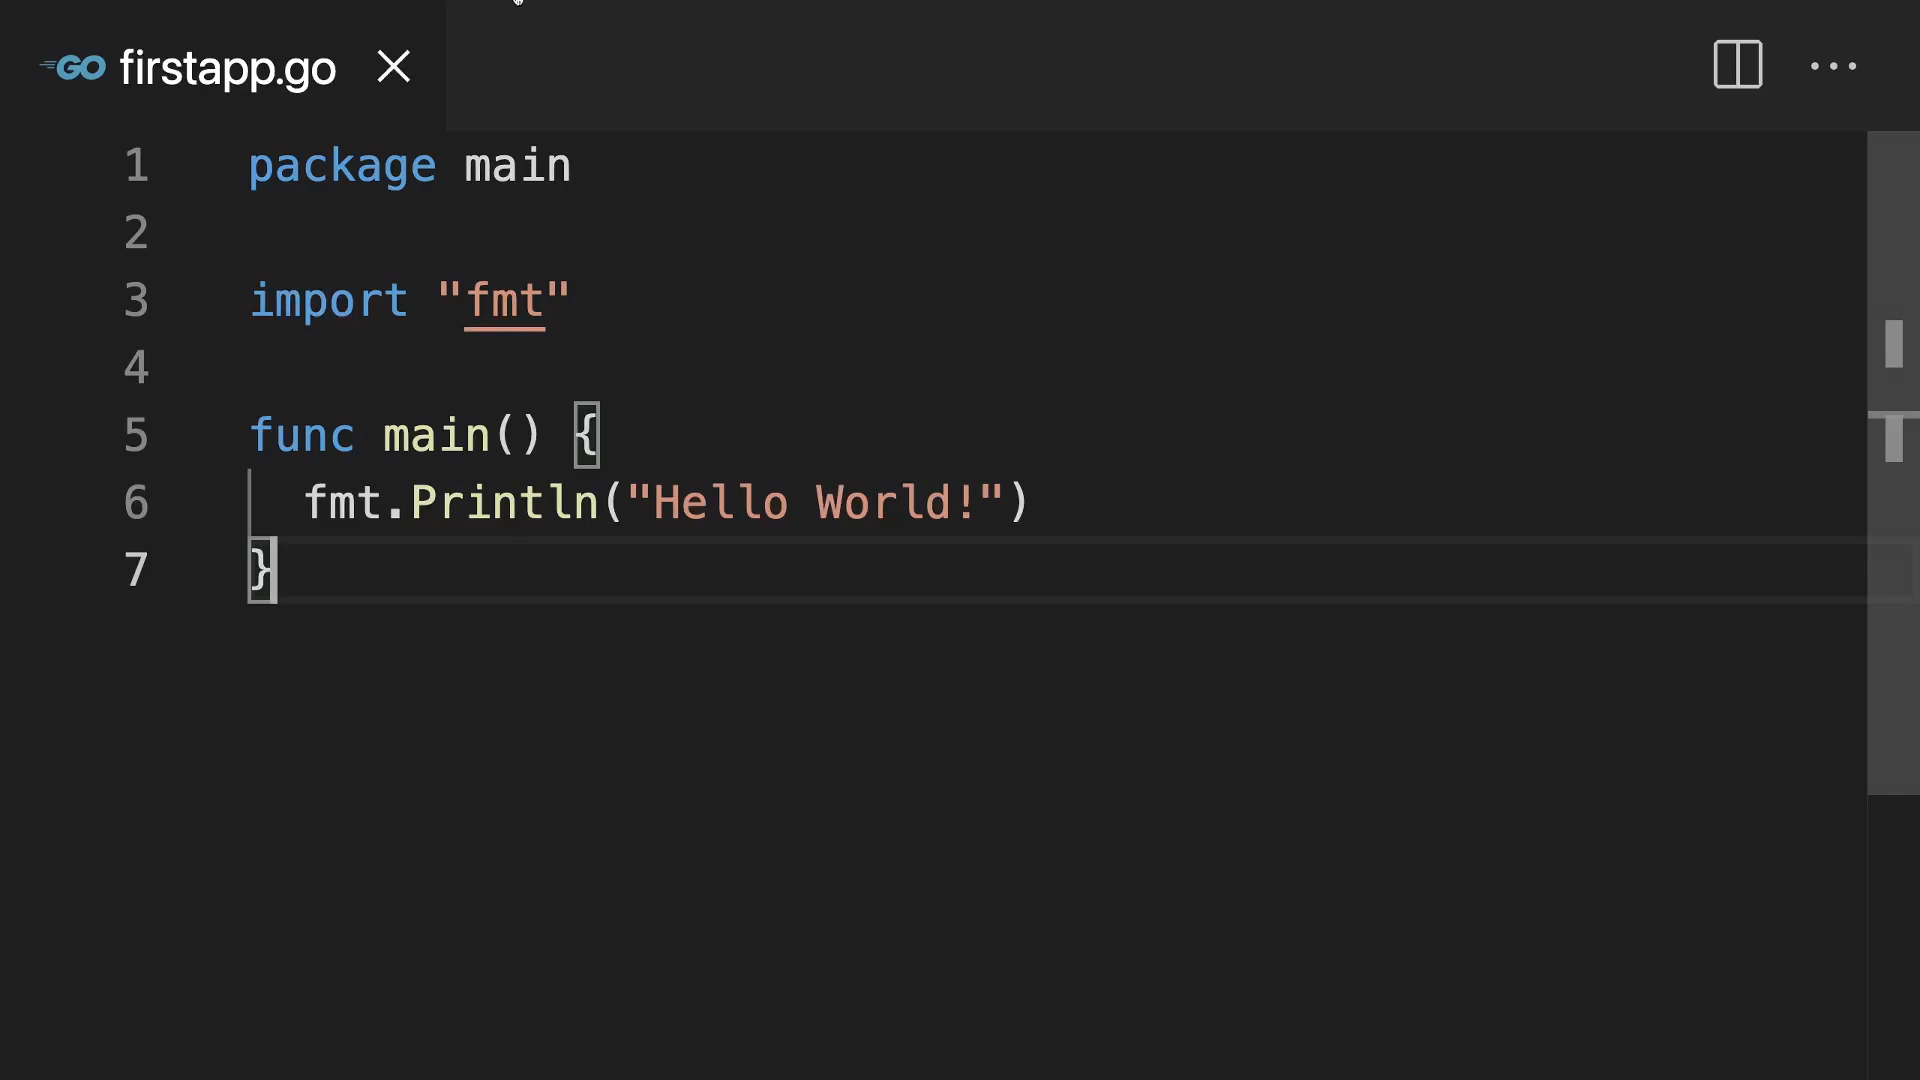 GO firstapp.go
1 package main
2
3 import "fmt"
4
5 func main() {
6   fmt.Println("Hello World!")
7 }